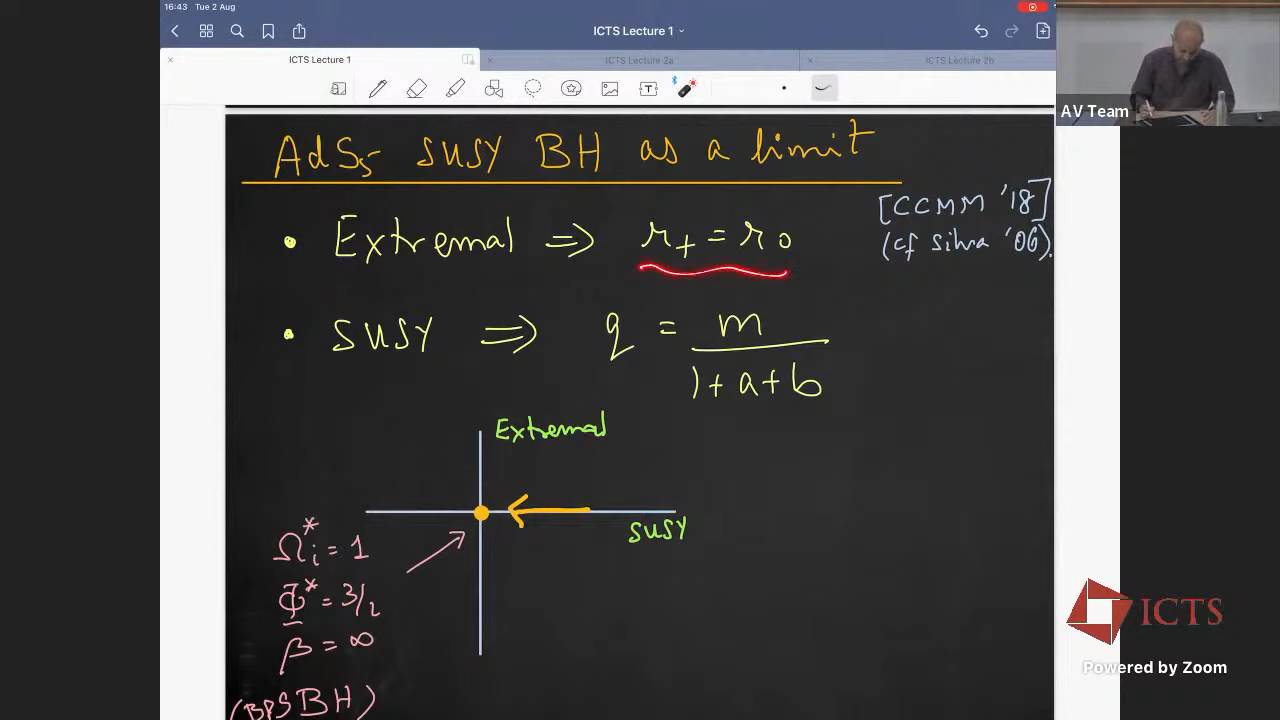 16:43 Tue 2 Aug
ICTS Lecture 1
ICTS Lecture 1
ICTS Lecture 2a
ICTS Lecture 2b
AV Team
AdS5 SUSY BH as a limit
[CCMM '18]
(cf Silva '06).
• Extremal ⇒ r+ = r0
• SUSY ⇒ q = m / 1+a+b
Extremal
SUSY
Ωi* = 1
Φ* = 3/2
β = ∞
(BPS BH)
ICTS
Powered by Zoom